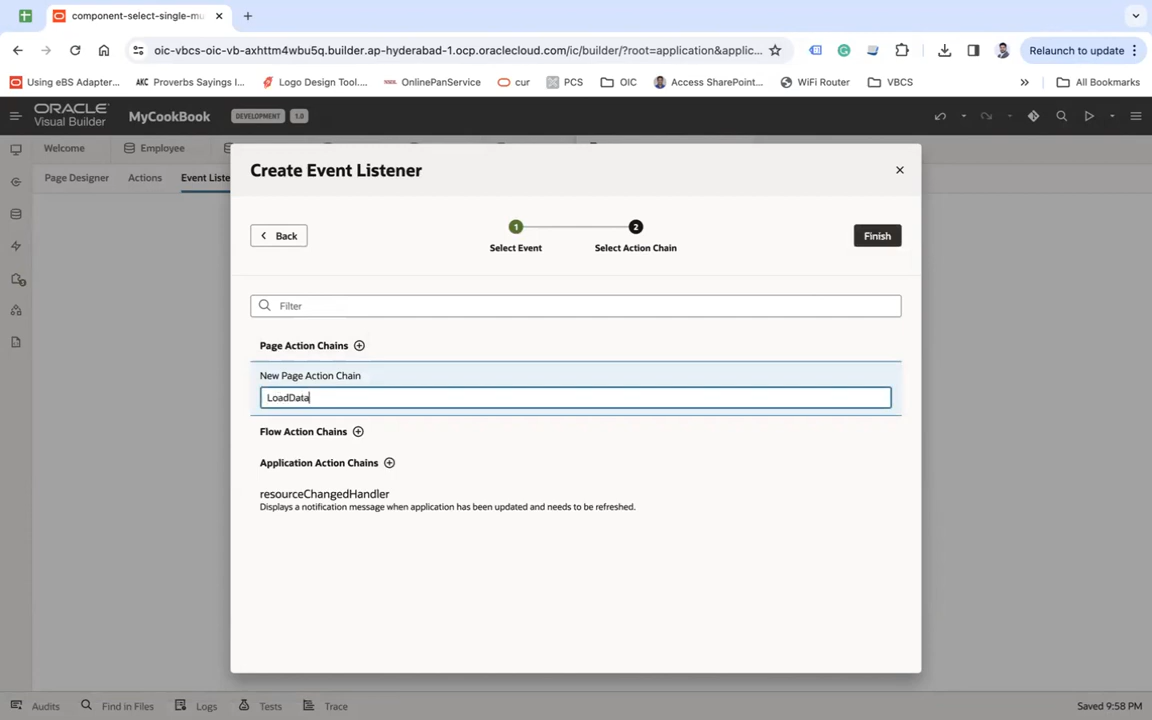 component-select-single-mu
oic-vbcs-oic-vb-axhttm4wbu5q.builder.ap-hyderabad-1.ocp.oraclecloud.com/ic/builder/?root=application&applic...
Relaunch to update
Using eBS Adapter...
AKC Proverbs Sayings I...
Logo Design Tool....
OnlinePanService
cur
PCS
OIC
Access SharePoint...
WiFi Router
VBCS
All Bookmarks
ORACLE
Visual Builder
MyCookBook
DEVELOPMENT
1.0
Welcome
Employee
Page Designer
Actions
Event Liste
Create Event Listener
Back
1
2
Select Event
Select Action Chain
Finish
Filter
Page Action Chains
New Page Action Chain
LoadData
Flow Action Chains
Application Action Chains
resourceChangedHandler
Displays a notification message when application has been updated and needs to be refreshed.
Audits
Find in Files
Logs
Tests
Trace
Saved 9:58 PM